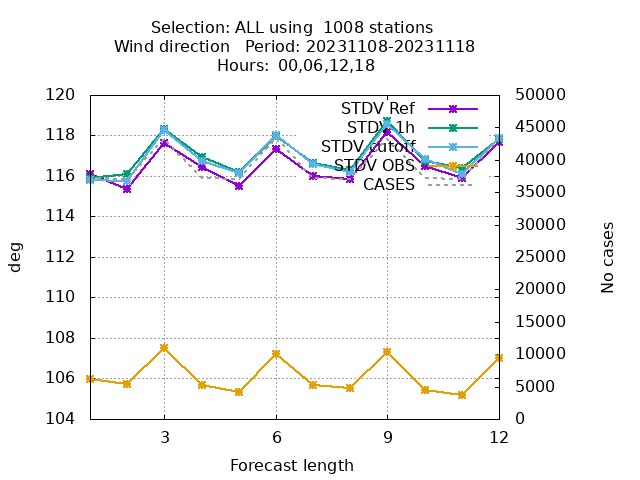 Selection: ALL using  1008 stations
Wind direction   Period: 20231108-20231118
Hours:  00,06,12,18
STDV Ref
STDV 1h
STDV cutoff
STDV OBS
CASES
120
118
116
114
112
110
108
106
104
50000
45000
40000
35000
30000
25000
20000
15000
10000
5000
0
deg
No cases
3
6
9
12
Forecast length